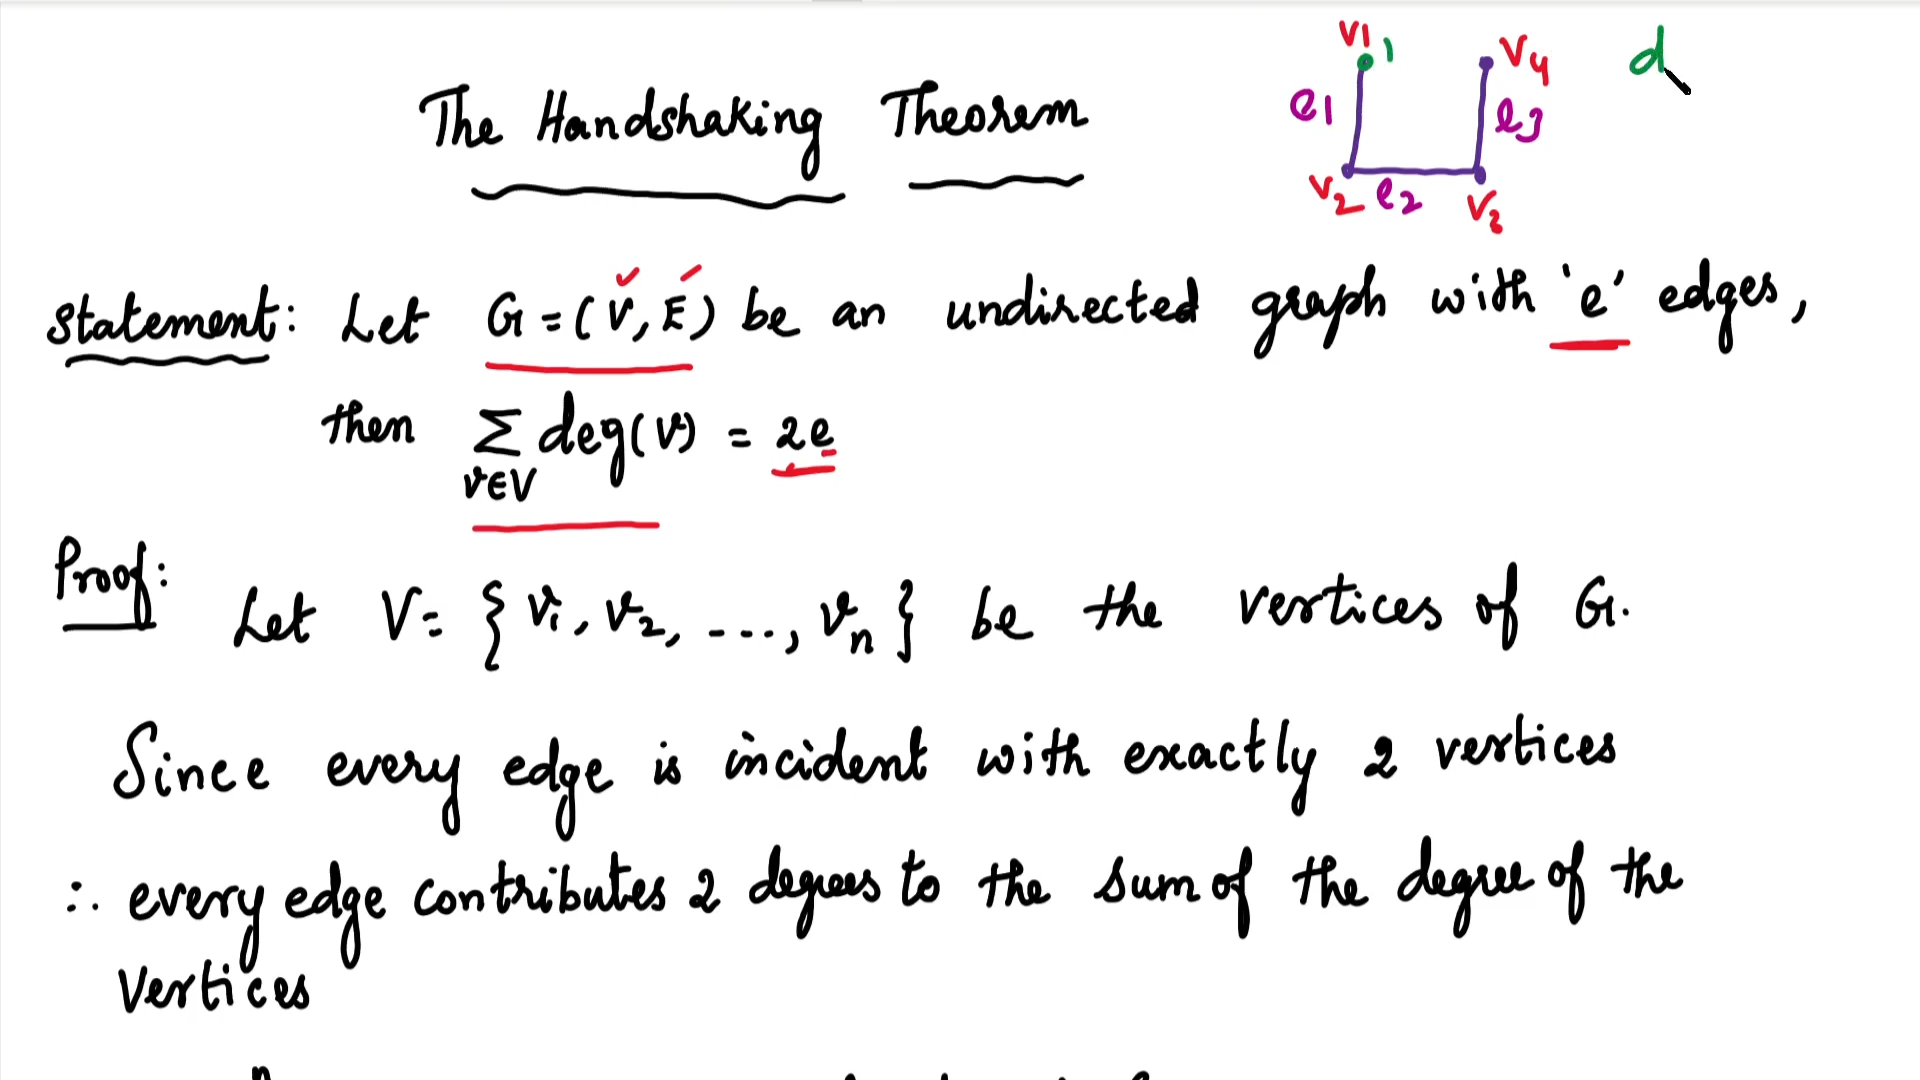 The Handshaking Theorem
v1 1 v4 d
e1 e3
v2 e2 v3
Statement: Let G = (V, E) be an undirected graph with 'e' edges,
then ∑ deg(v) = 2e
v∈V
Proof:
Let V = {v1, v2, ----, vn} be the vertices of G.
Since every edge is incident with exactly 2 vertices
∴ every edge contributes 2 degrees to the sum of the degree of the
vertices